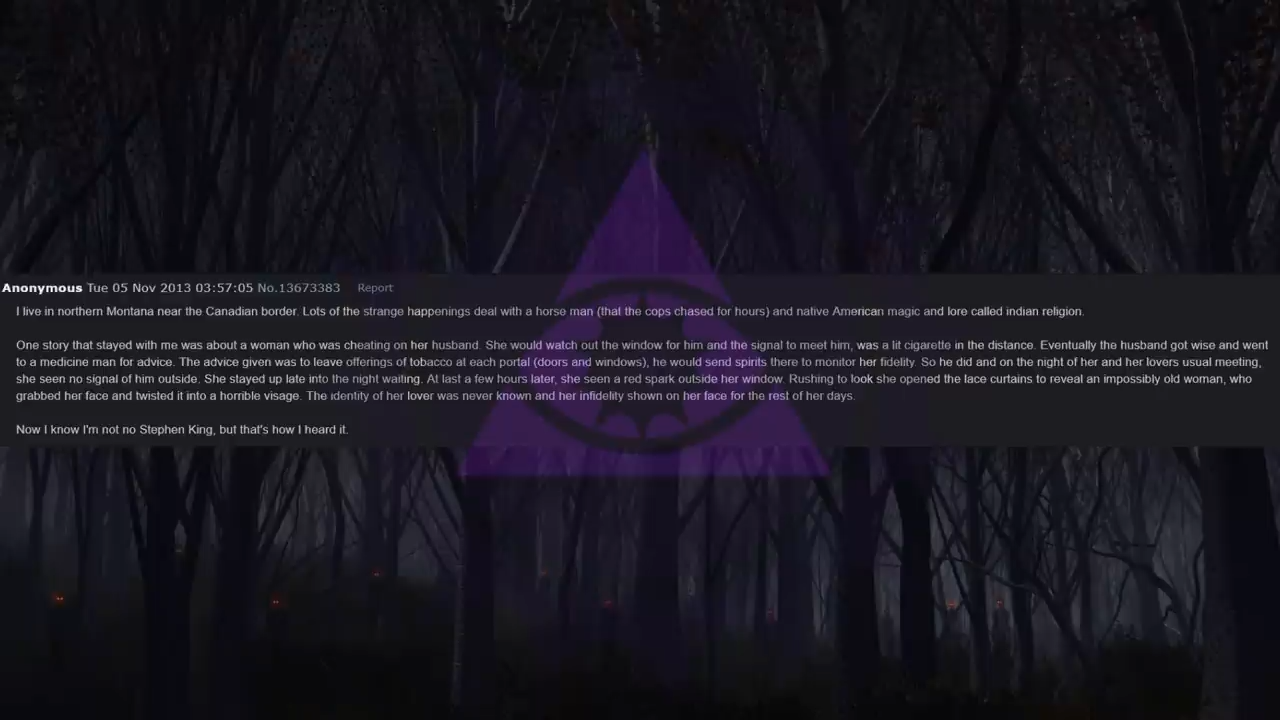 Anonymous Tue 05 Nov 2013 03:57:05 No.13673383 Report
I live in northern Montana near the Canadian border. Lots of the strange happenings deal with a horse man (that the cops chased for hours) and native American magic and lore called indian religion.
One story that stayed with me was about a woman who was cheating on her husband. She would watch out the window for him and the signal to meet him, was a lit cigarette in the distance. Eventually the husband got wise and went
to a medicine man for advice. The advice given was to leave offerings of tobacco at each portal (doors and windows), he would send spirits there to monitor her fidelity. So he did and on the night of her and her lovers usual meeting,
she seen no signal of him outside. She stayed up late into the night waiting. At last a few hours later, she seen a red spark outside her window. Rushing to look she opened the lace curtains to reveal an impossibly old woman, who
grabbed her face and twisted it into a horrible visage. The identity of her lover was never known and her infidelity shown on her face for the rest of her days.
Now I know I'm not no Stephen King, but that's how I heard it.